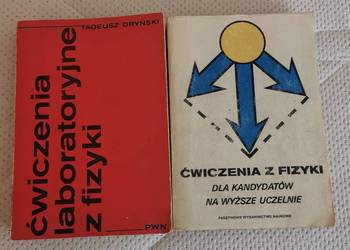 TADEUSZ DRYŃSKI
ćwiczenia
laboratoryjne
z fizyki
PWN
ĆWICZENIA Z FIZYKI
DLA KANDYDATÓW
NA WYŻSZE UCZELNIE
PAŃSTWOWE WYDAWNICTWO NAUKOWE